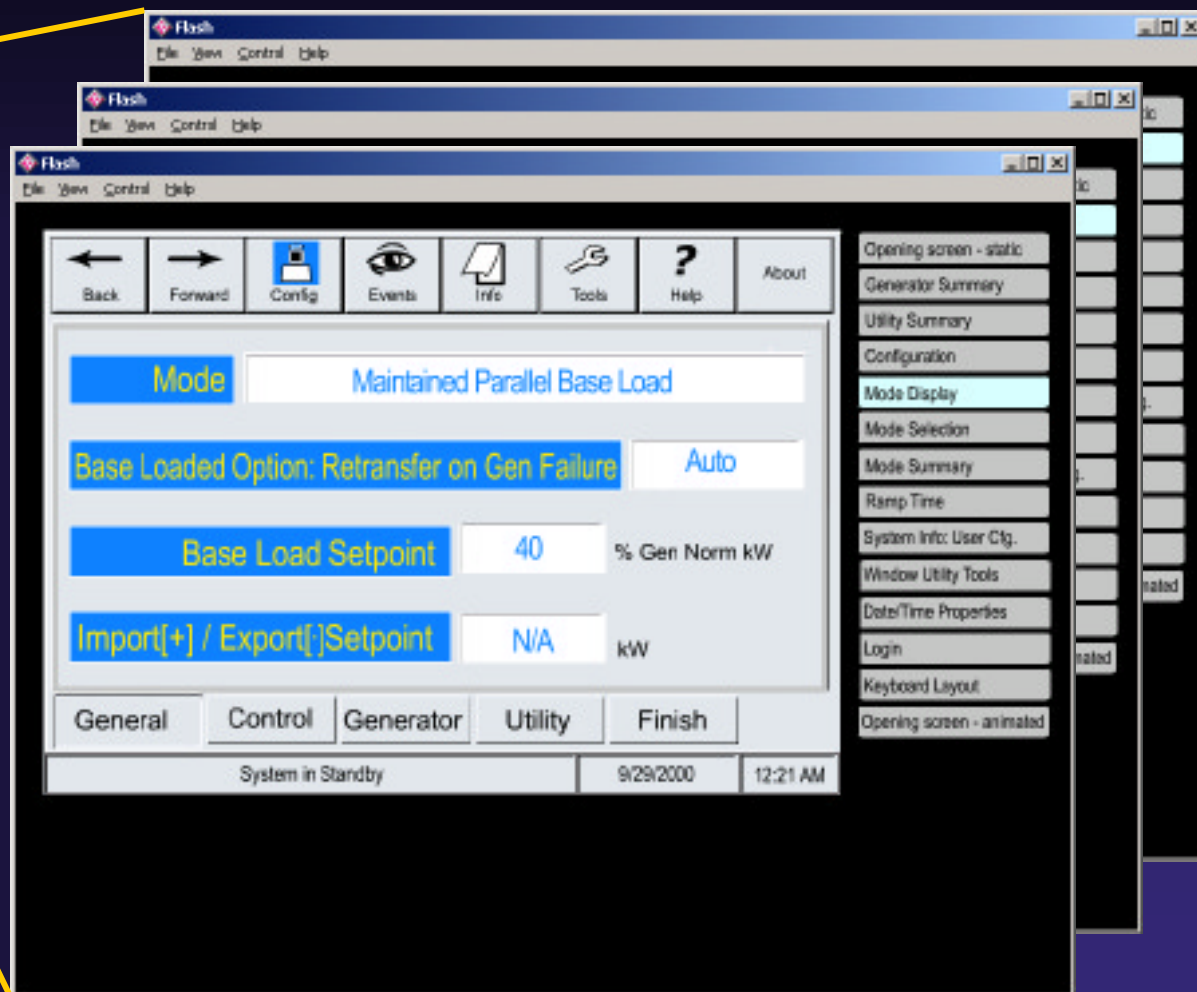 Flash
File View Control Help
Flash
File View Control Help
Flash
File View Control Help
Back
Forward
Config
Events
Info
Tools
?
Help
About
Mode
Maintained Parallel Base Load
Base Loaded Option: Retransfer on Gen Failure
Auto
Base Load Setpoint
40
% Gen Norm kW
Import[+] / Export[-]Setpoint
N/A
kW
General
Control
Generator
Utility
Finish
System in Standby
9/29/2000
12:21 AM
Opening screen - static
Generator Summary
Utility Summary
Configuration
Mode Display
Mode Selection
Mode Summary
Ramp Time
System Info: User Cfg.
Window Utility Tools
Date/Time Properties
Login
Keyboard Layout
Opening screen - animated
ic
g.
nated
ic
g.
nated